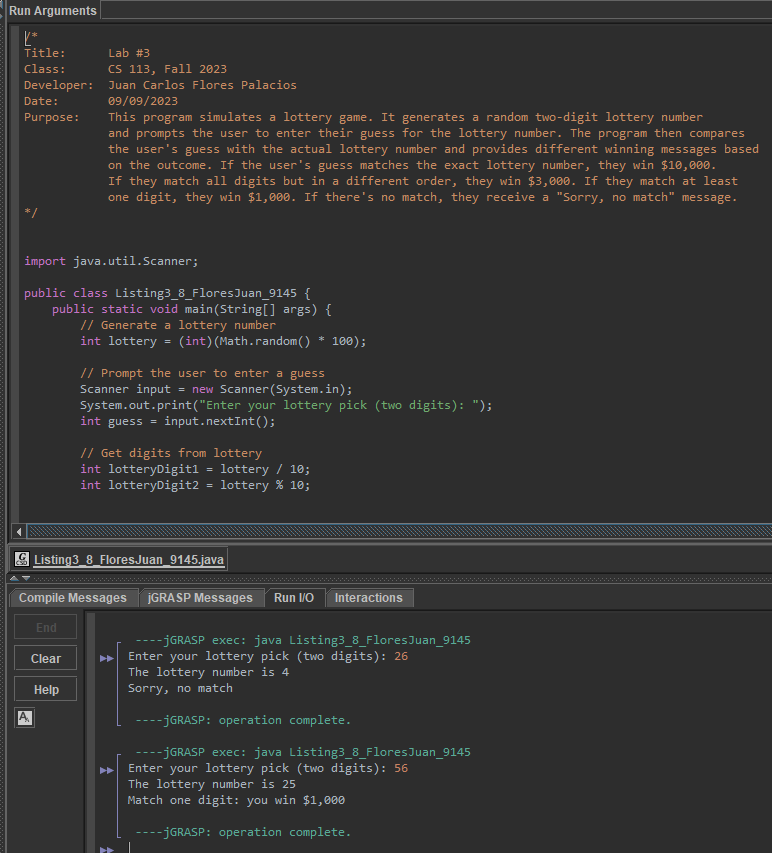 Run Arguments
/*
Title:      Lab #3
Class:      CS 113, Fall 2023
Developer:  Juan Carlos Flores Palacios
Date:       09/09/2023
Purpose:    This program simulates a lottery game. It generates a random two-digit lottery number
            and prompts the user to enter their guess for the lottery number. The program then compares
            the user's guess with the actual lottery number and provides different winning messages based
            on the outcome. If the user's guess matches the exact lottery number, they win $10,000.
            If they match all digits but in a different order, they win $3,000. If they match at least
            one digit, they win $1,000. If there's no match, they receive a "Sorry, no match" message.
*/
import java.util.Scanner;
public class Listing3_8_FloresJuan_9145 {
    public static void main(String[] args) {
        // Generate a lottery number
        int lottery = (int)(Math.random() * 100);
        // Prompt the user to enter a guess
        Scanner input = new Scanner(System.in);
        System.out.print("Enter your lottery pick (two digits): ");
        int guess = input.nextInt();
        // Get digits from lottery
        int lotteryDigit1 = lottery / 10;
        int lotteryDigit2 = lottery % 10;
Listing3_8_FloresJuan_9145.java
Compile Messages jGRASP Messages Run I/O Interactions
End
Clear
Help
 ----jGRASP exec: java Listing3_8_FloresJuan_9145
Enter your lottery pick (two digits): 26
The lottery number is 4
Sorry, no match
 ----jGRASP: operation complete.
 ----jGRASP exec: java Listing3_8_FloresJuan_9145
Enter your lottery pick (two digits): 56
The lottery number is 25
Match one digit: you win $1,000
 ----jGRASP: operation complete.